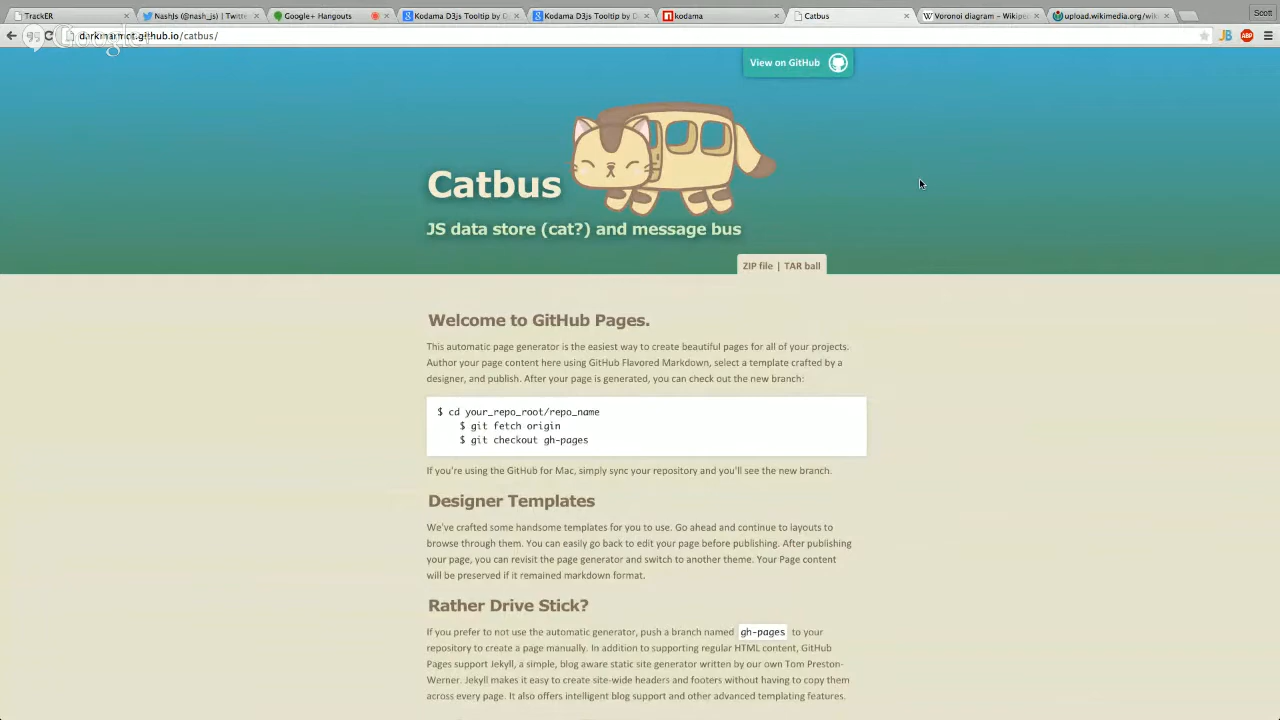 TrackER
NashJs (@nash_js) | Twitte
Google+ Hangouts
Kodama D3js Tooltip by G
Kodama D3js Tooltip by G
kodama
Catbus
Voronoi diagram - Wikipe
upload.wikimedia.org/wiki
Scott
darkmarmot.github.io/catbus/
JB
ABP
View on GitHub
Catbus
JS data store (cat?) and message bus
ZIP file | TAR ball
Welcome to GitHub Pages.
This automatic page generator is the easiest way to create beautiful pages for all of your projects.
Author your page content here using GitHub Flavored Markdown, select a template crafted by a
designer, and publish. After your page is generated, you can check out the new branch:
$ cd your_repo_root/repo_name
$ git fetch origin
$ git checkout gh-pages
If you're using the GitHub for Mac, simply sync your repository and you'll see the new branch.
Designer Templates
We've crafted some handsome templates for you to use. Go ahead and continue to layouts to
browse through them. You can easily go back to edit your page before publishing. After publishing
your page, you can revisit the page generator and switch to another theme. Your Page content
will be preserved if it remained markdown format.
Rather Drive Stick?
If you prefer to not use the automatic generator, push a branch named gh-pages to your
repository to create a page manually. In addition to supporting regular HTML content, GitHub
Pages support Jekyll, a simple, blog aware static site generator written by our own Tom Preston-
Werner. Jekyll makes it easy to create site-wide headers and footers without having to copy them
across every page. It also offers intelligent blog support and other advanced templating features.